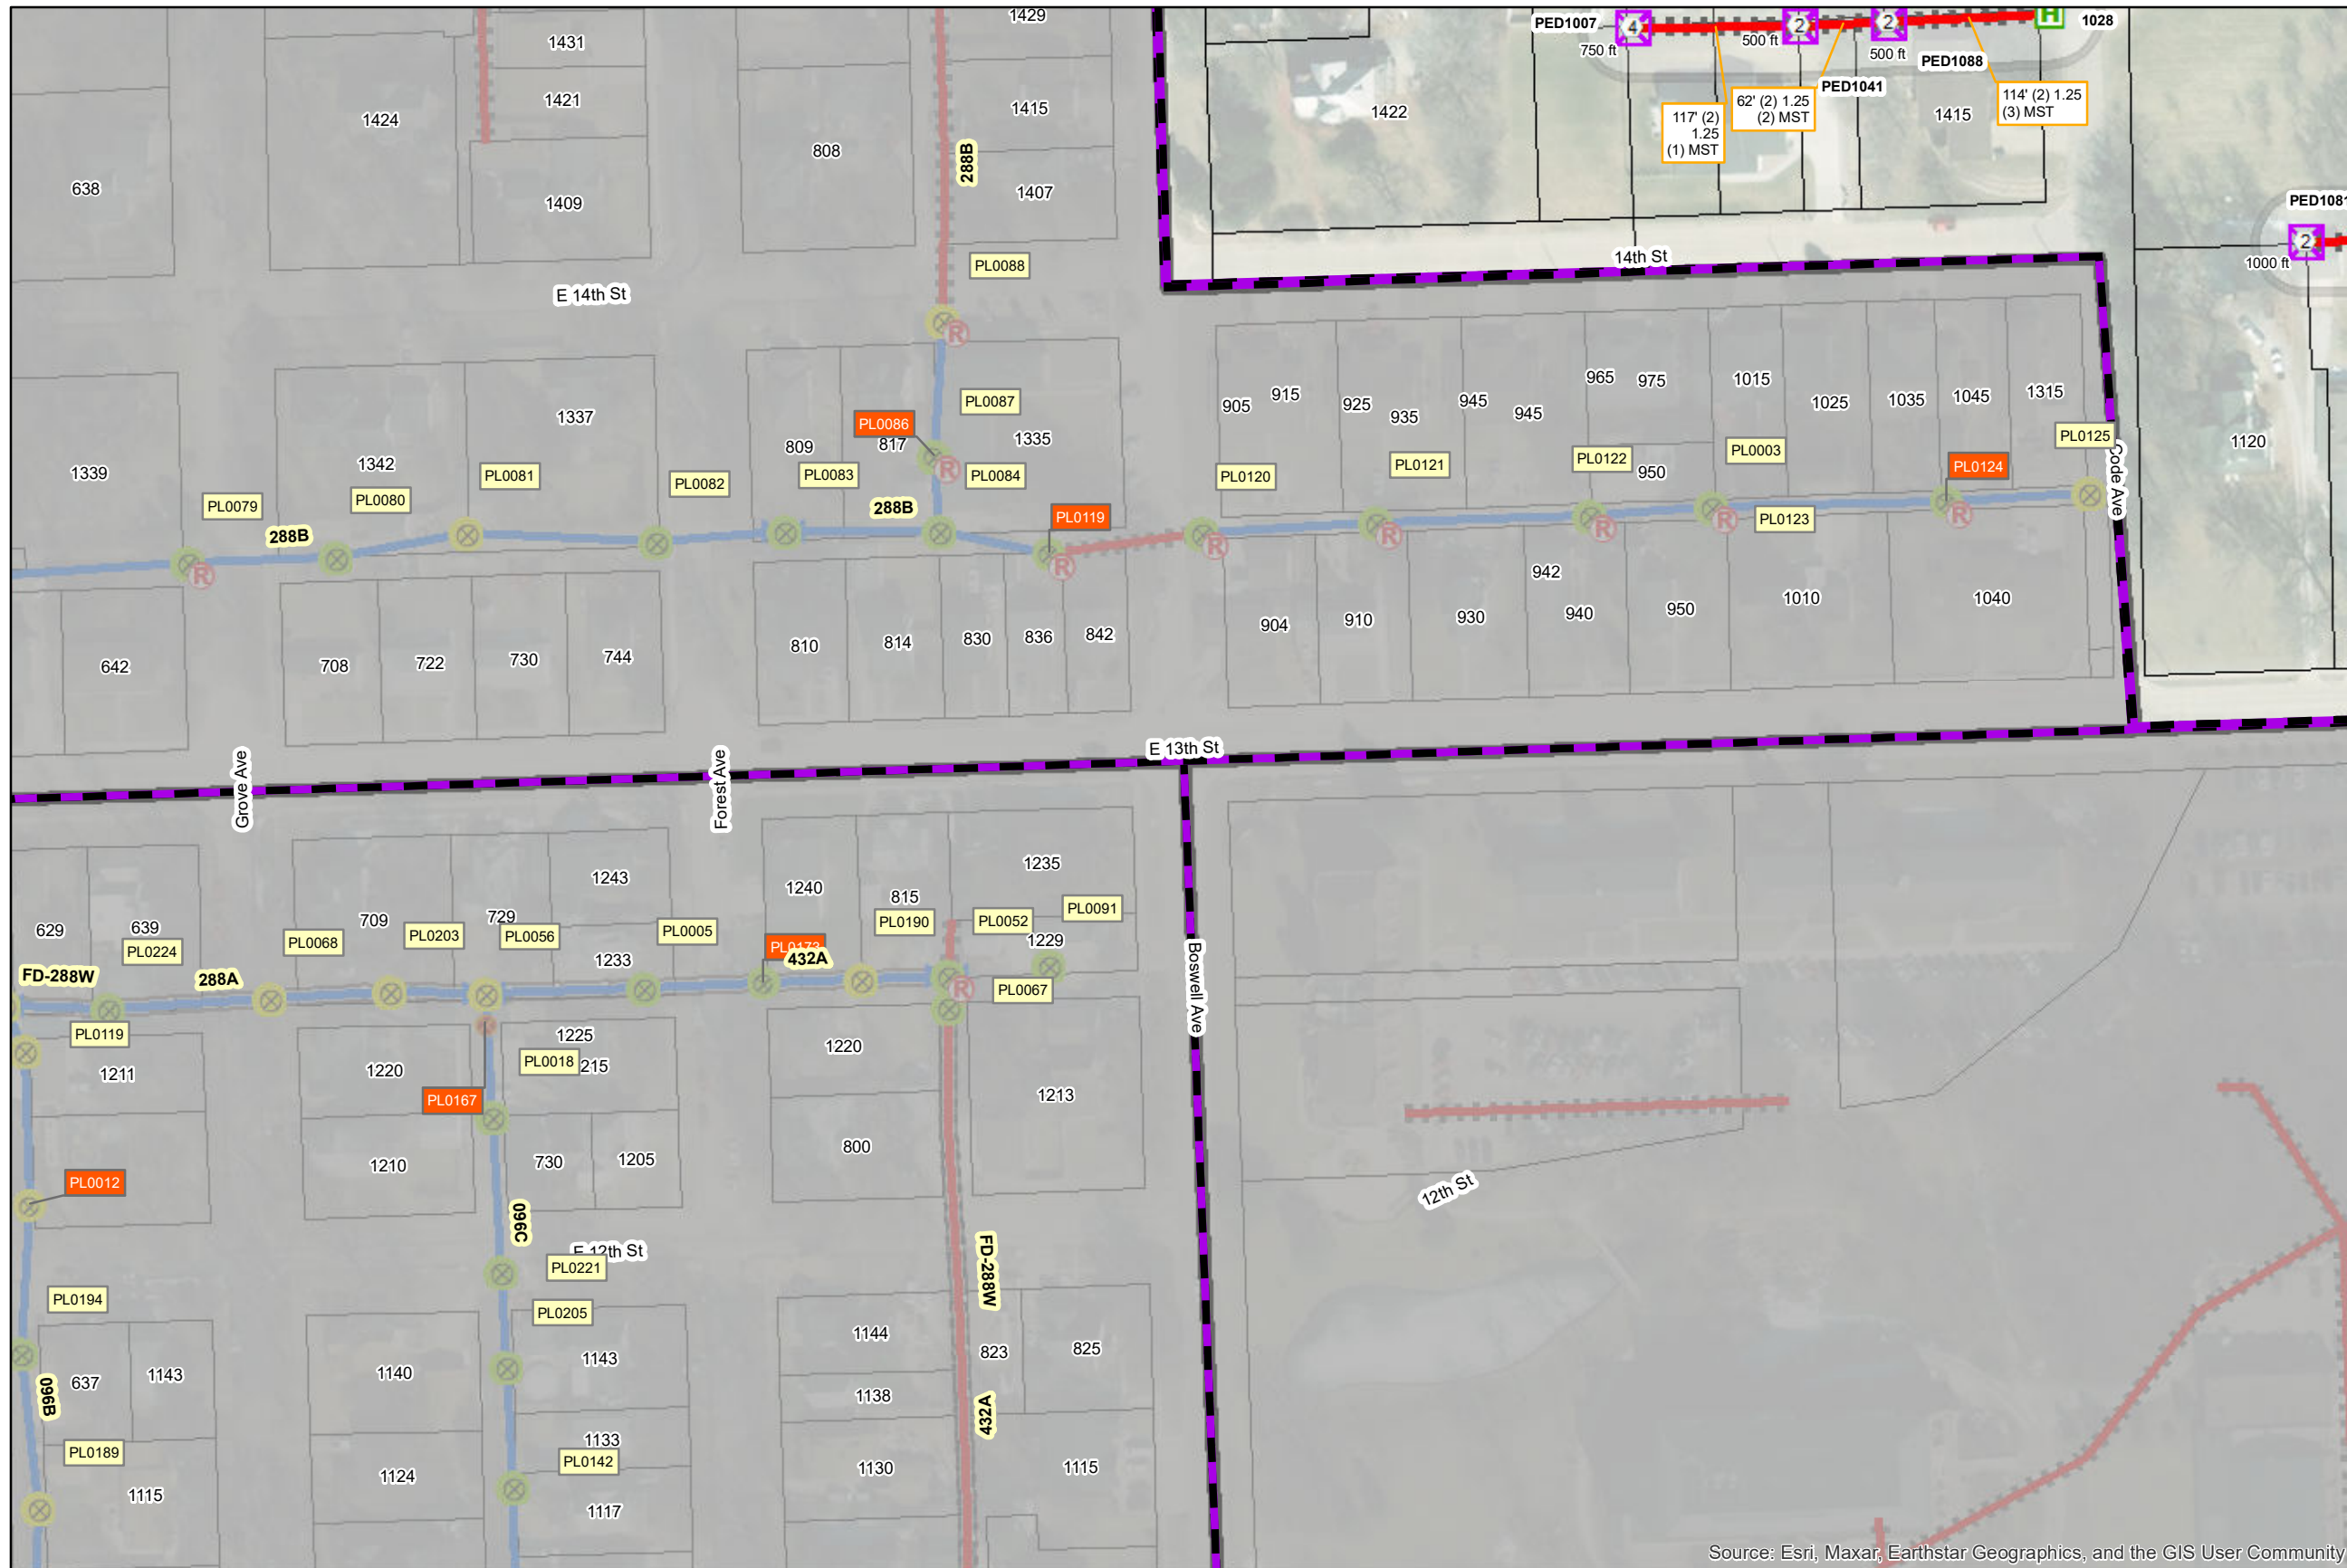 1429
PED1007
4
2
2
H
1028
750 ft
500 ft
500 ft
PED1088
PED1041
1431
1421
1424
1409
638
808
288B
1415
1407
1422
117' (2)
1.25
(1) MST
62' (2) 1.25
(2) MST
1415
114' (2) 1.25
(3) MST
PED1081
2
1000 ft
PL0088
14th St
E 14th St
R
1339
1342
1337
809
PL0086
817
PL0087
1335
905
915
925
935
945
945
965
975
1015
1025
1035
1045
1315
PL0125
1120
PL0079
PL0080
PL0081
PL0082
PL0083
R
PL0084
PL0120
PL0121
PL0122
950
PL0003
PL0124
Code Ave
288B
288B
PL0119
R
R
R
R
R
R
PL0123
R
R
642
708
722
730
744
810
814
830
836
842
904
910
930
942
940
950
1010
1040
E 13th St
Grove Ave
Forest Ave
629
639
PL0224
709
PL0068
PL0203
729
PL0056
1243
1233
PL0005
1240
PL0173
432A
815
PL0190
1235
PL0052
PL0091
1229
PL0067
R
FD-288W
288A
Boswell Ave
PL0119
1211
1220
1225
PL0018
215
1220
1213
PL0167
PL0012
1210
730
1205
800
12th St
096C
E 12th St
PL0221
FD-288W
PL0194
PL0205
637
1143
1140
1143
1144
823
825
096B
1138
432A
PL0189
1115
1124
1133
PL0142
1117
1130
1115
Source: Esri, Maxar, Earthstar Geographics, and the GIS User Community